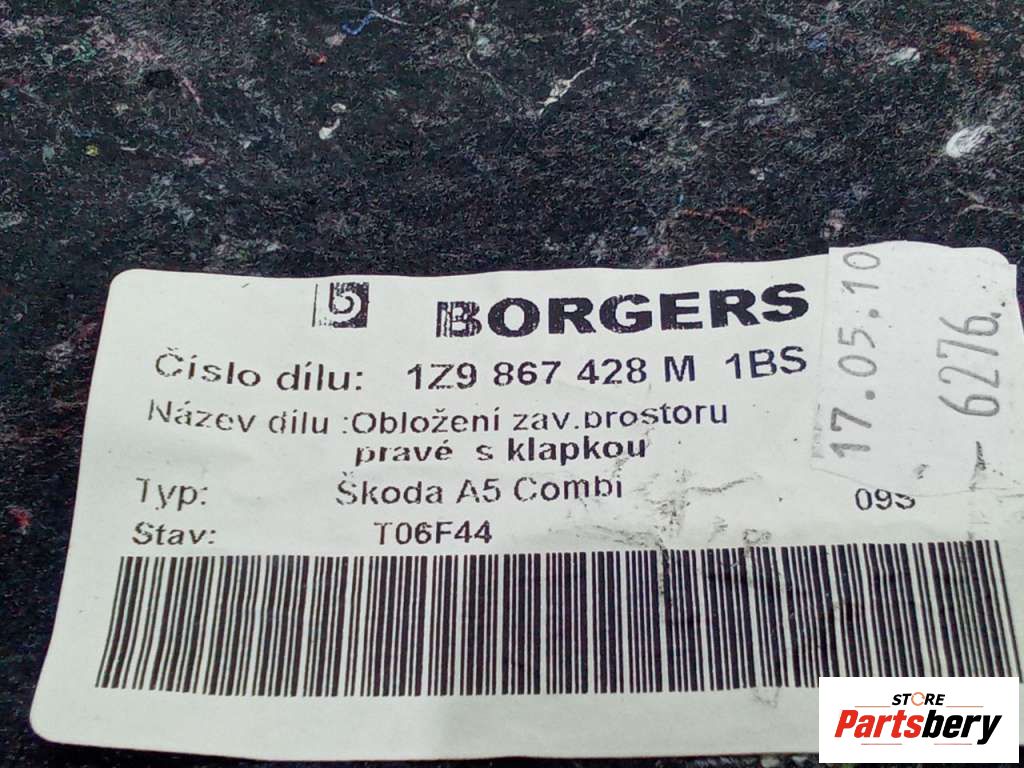 BORGERS
Číslo dílu: 1Z9 867 428 M 1BS
Název dílu :Obložení zav.prostoru
pravé s klapkou
Typ: Škoda A5 Combi 09S
Stav: T06F44
17.05.10
6276.
STORE
Partsbery